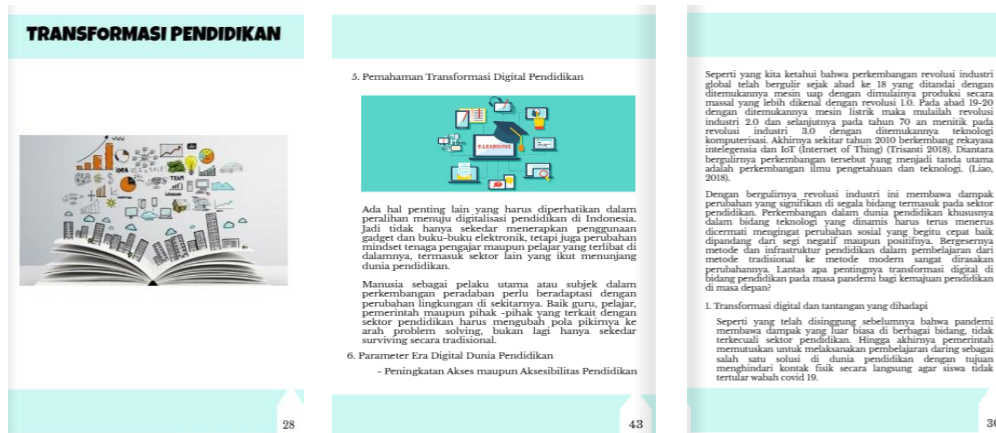 TRANSFORMASI PENDIDIKAN
IDEA
TEAM
28
5. Pemahaman Transformasi Digital Pendidikan
E-LEARNING
Ada hal penting lain yang harus diperhatikan dalam
peralihan menuju digitalisasi pendidikan di Indonesia.
Jadi tidak hanya sekedar menerapkan penggunaan
gadget dan buku-buku elektronik, tetapi juga perubahan
mindset tenaga pengajar maupun pelajar yang terlibat di
dalamnya, termasuk sektor lain yang ikut menunjang
dunia pendidikan.
Manusia sebagai pelaku utama atau subjek dalam
perkembangan peradaban perlu beradaptasi dengan
perubahan lingkungan di sekitarnya. Baik guru, pelajar,
pemerintah maupun pihak -pihak yang terkait dengan
sektor pendidikan harus mengubah pola pikirnya ke
arah problem solving, bukan lagi hanya sekedar
surviving secara tradisional.
6. Parameter Era Digital Dunia Pendidikan
- Peningkatan Akses maupun Aksesibilitas Pendidikan
43
Seperti yang kita ketahui bahwa perkembangan revolusi industri
global telah bergulir sejak abad ke 18 yang ditandai dengan
ditemukannya mesin uap dengan dimulainya produksi secara
massal yang lebih dikenal dengan revolusi 1.0. Pada abad 19-20
dengan ditemukannya mesin listrik maka mulailah revolusi
industri 2.0 dan selanjutnya pada tahun 70 an menitik pada
revolusi industri 3.0 dengan ditemukannya teknologi
komputerisasi. Akhirnya sekitar tahun 2010 berkembang rekayasa
intelegensia dan IoT (Internet of Thing) (Trisanti 2018). Diantara
bergulirnya perkembangan tersebut yang menjadi tanda utama
adalah perkembangan ilmu pengetahuan dan teknologi. (Liao,
2018).
Dengan bergulirnya revolusi industri ini membawa dampak
perubahan yang signifikan di segala bidang termasuk pada sektor
pendidikan. Perkembangan dalam dunia pendidikan khususnya
dalam bidang teknologi yang dinamis harus terus menerus
dicermati mengingat perubahan sosial yang begitu cepat baik
dipandang dari segi negatif maupun positifnya. Bergesernya
metode dan infrastruktur pendidikan dalam pembelajaran dari
metode tradisional ke metode modern sangat dirasakan
perubahannya. Lantas apa pentingnya transformasi digital di
bidang pendidikan pada masa pandemi bagi kemajuan pendidikan
di masa depan?
1. Transformasi digital dan tantangan yang dihadapi
Seperti yang telah disinggung sebelumnya bahwa pandemi
membawa dampak yang luar biasa di berbagai bidang, tidak
terkecuali sektor pendidikan. Hingga akhirnya pemerintah
memutuskan untuk melaksanakan pembelajaran daring sebagai
salah satu solusi di dunia pendidikan dengan tujuan
menghindari kontak fisik secara langsung agar siswa tidak
tertular wabah covid 19.